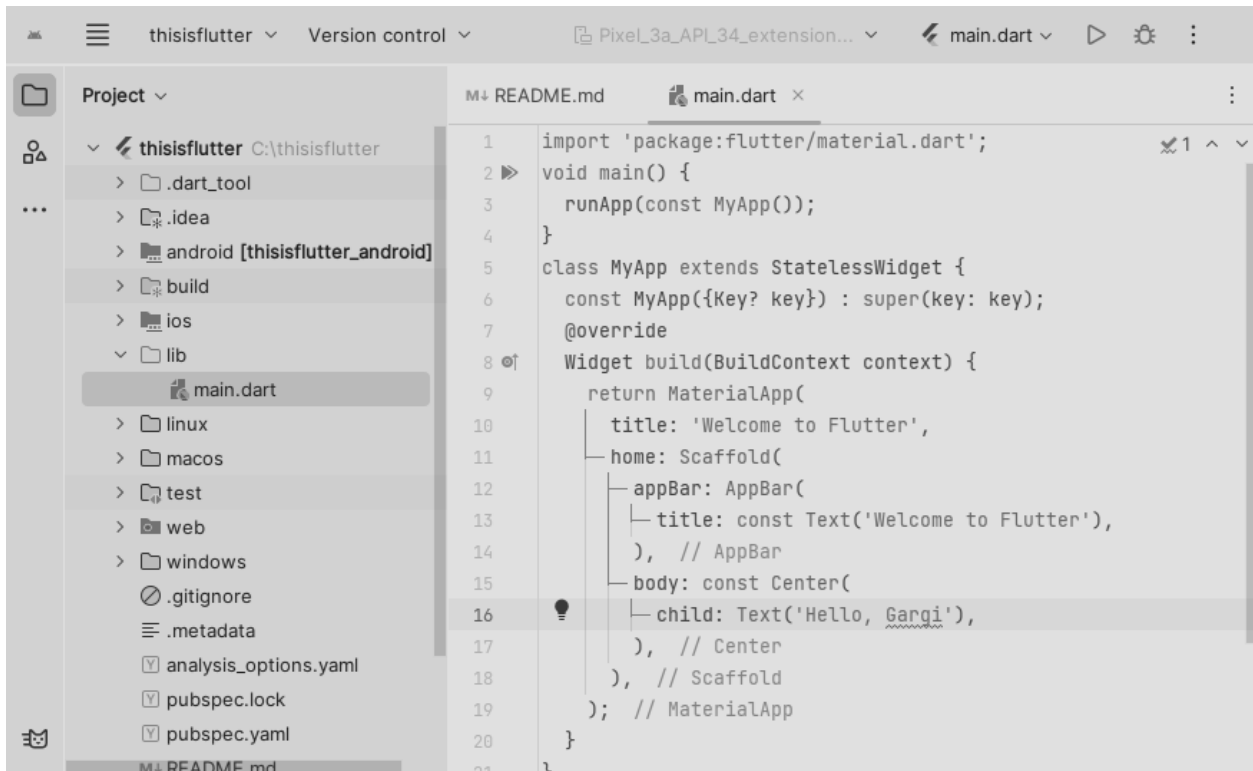 thisisflutter Version control Pixel_3a_API_34_extension... main.dart
Project
README.md main.dart
thisisflutter C:\thisisflutter
.dart_tool
.idea
android [thisisflutter_android]
build
ios
lib
main.dart
linux
macos
test
web
windows
.gitignore
.metadata
analysis_options.yaml
pubspec.lock
pubspec.yaml
README.md
1 import 'package:flutter/material.dart'; 1
2 void main() {
3 runApp(const MyApp());
4 }
5 class MyApp extends StatelessWidget {
6 const MyApp({Key? key}) : super(key: key);
7 @override
8 Widget build(BuildContext context) {
9 return MaterialApp(
10 title: 'Welcome to Flutter',
11 home: Scaffold(
12 appBar: AppBar(
13 title: const Text('Welcome to Flutter'),
14 ), // AppBar
15 body: const Center(
16 child: Text('Hello, Gargi'),
17 ), // Center
18 ), // Scaffold
19 ); // MaterialApp
20 }
21 }